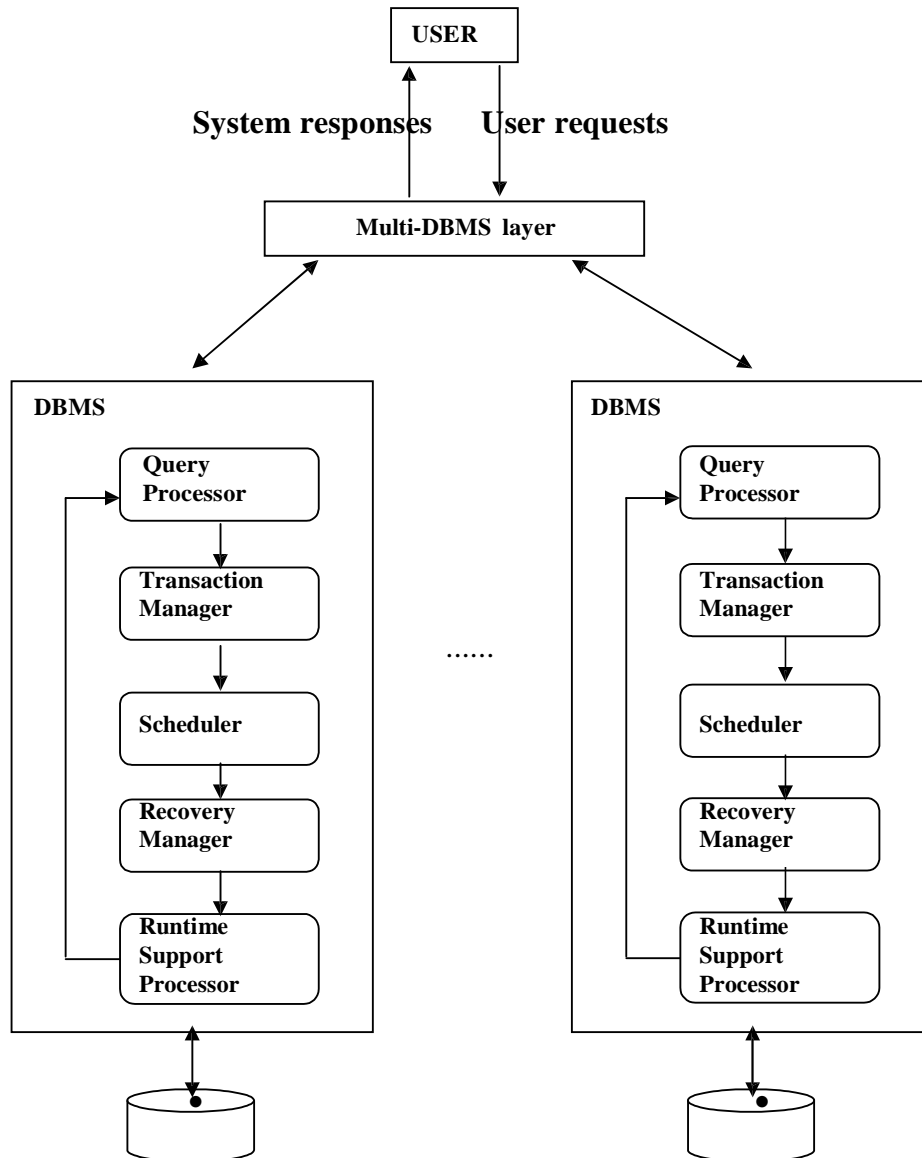 USER
System responses
User requests
Multi-DBMS layer
DBMS
Query
Processor
Transaction
Manager
Scheduler
Recovery
Manager
Runtime
Support
Processor
......
DBMS
Query
Processor
Transaction
Manager
Scheduler
Recovery
Manager
Runtime
Support
Processor